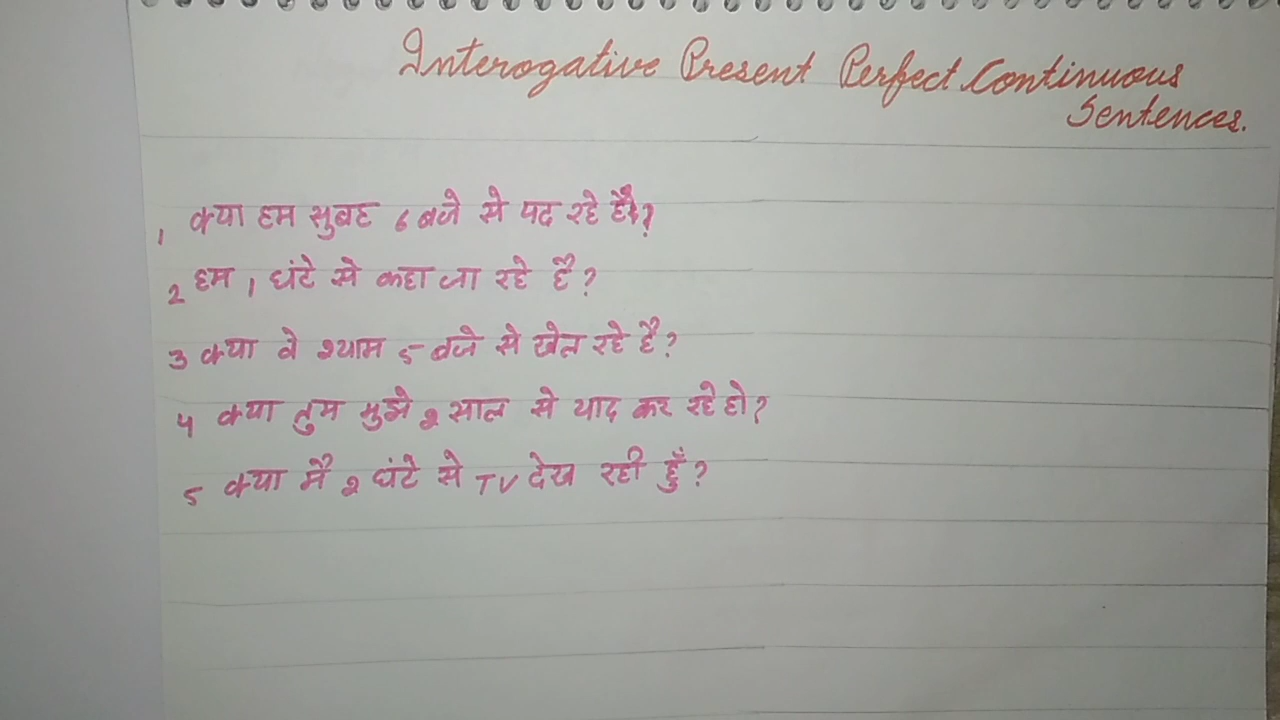 Interogative Present Perfect Continuous
Sentences.
1 क्या हम सुबह 6 बजे से पढ रहे हैं?
2 हम 1 घंटे से कहा जा रहे है?
3 क्या वे श्याम 5 बजे से खेल रहे है?
4 क्या तुम मुझे 2 साल से याद कर रहे हो?
5 क्या मै 2 घंटे से TV देख रही हुँ?